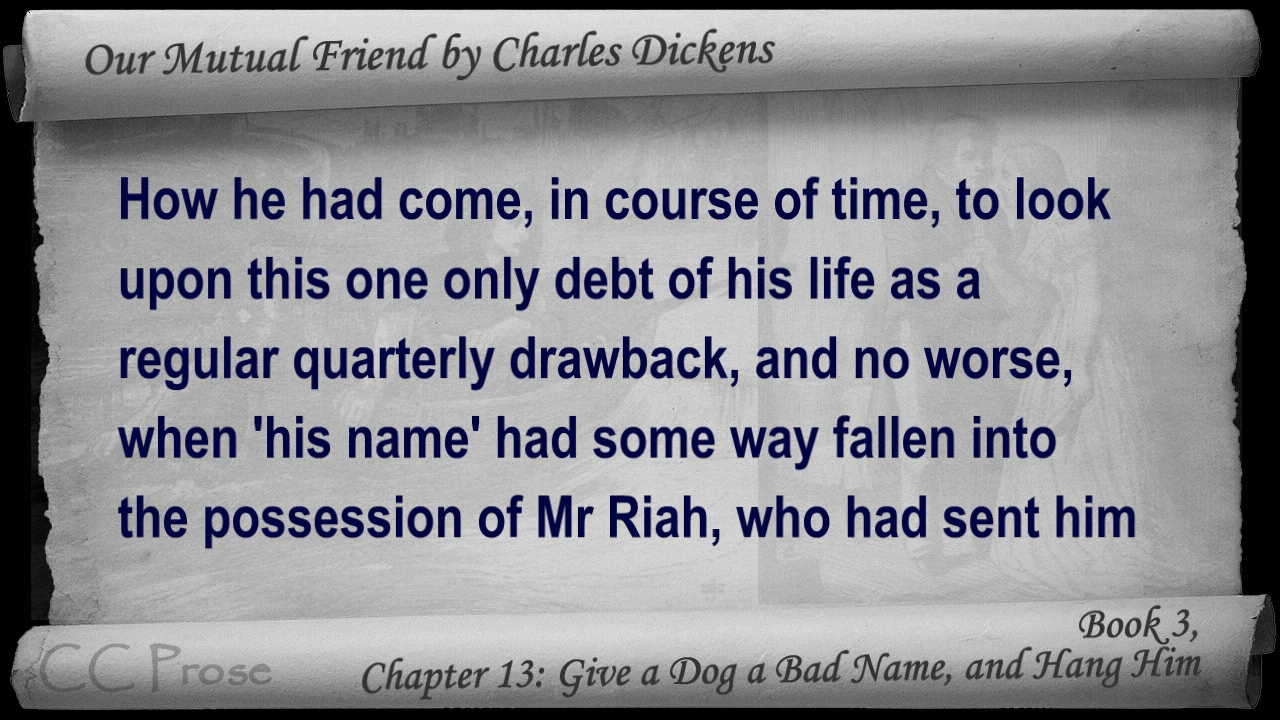 Our Mutual Friend by Charles Dickens
How he had come, in course of time, to look
upon this one only debt of his life as a
regular quarterly drawback, and no worse,
when 'his name' had some way fallen into
the possession of Mr Riah, who had sent him
Book 3,
Chapter 13: Give a Dog a Bad Name, and Hang Him
CC Prose